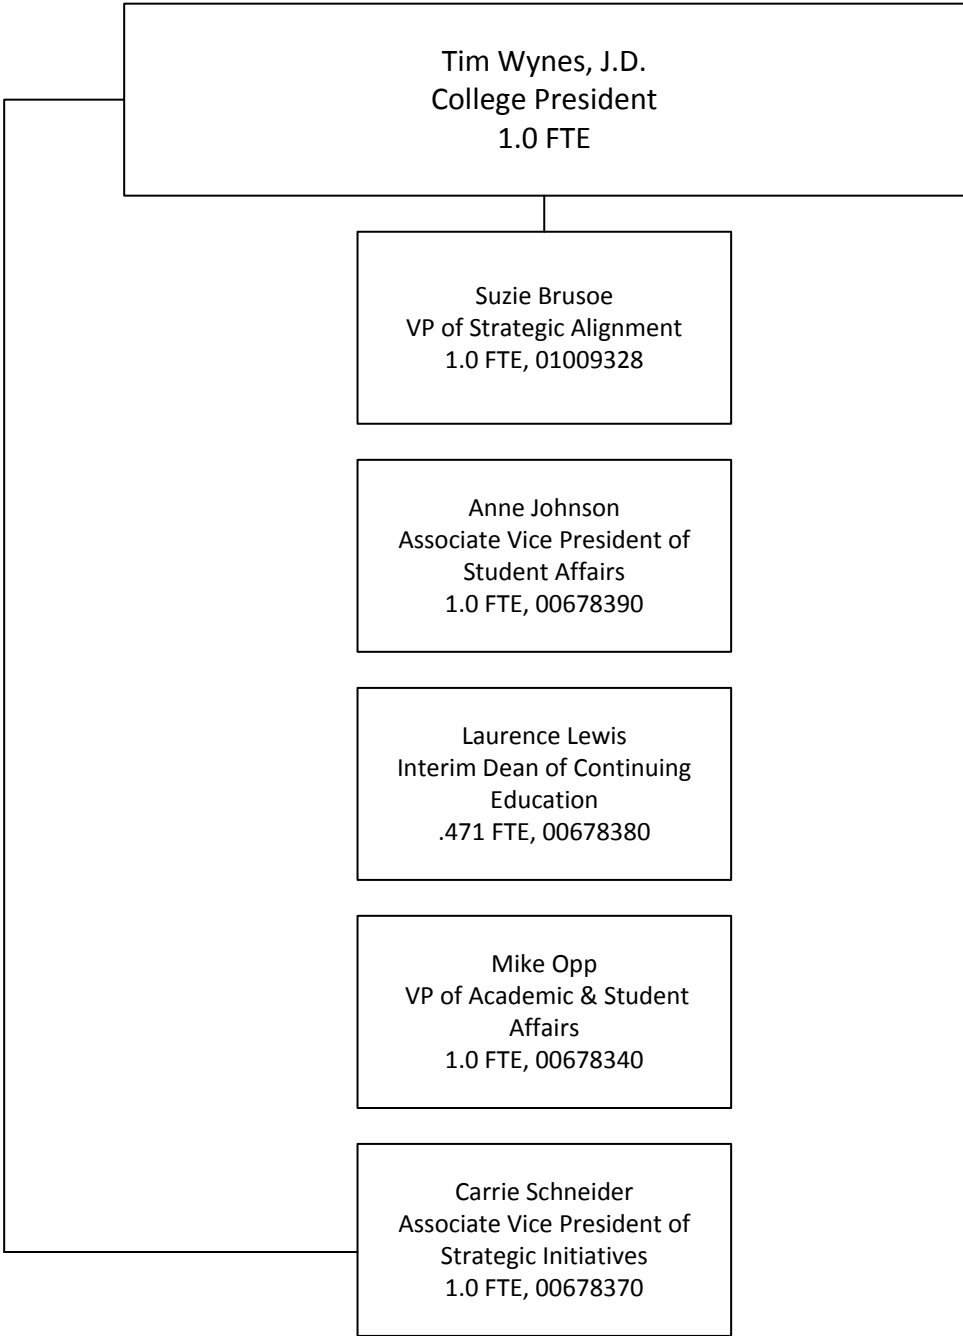 Tim Wynes, J.D.
College President
1.0 FTE
Suzie Brusoe
VP of Strategic Alignment
1.0 FTE, 01009328
Anne Johnson
Associate Vice President of
Student Affairs
1.0 FTE, 00678390
Laurence Lewis
Interim Dean of Continuing
Education
.471 FTE, 00678380
Mike Opp
VP of Academic & Student
Affairs
1.0 FTE, 00678340
Carrie Schneider
Associate Vice President of
Strategic Initiatives
1.0 FTE, 00678370